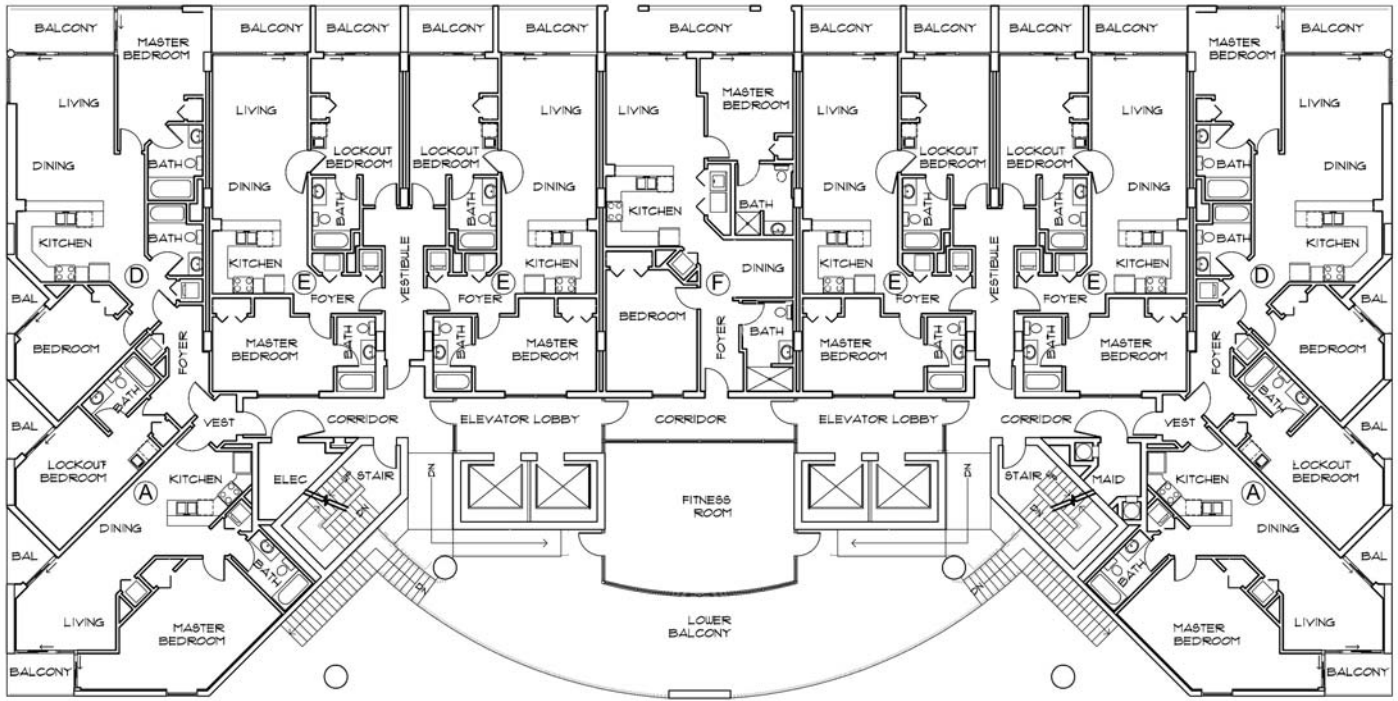 BALCONY
BALCONY
BALCONY
BALCONY
BALCONY
BALCONY
BALCONY
BALCONY
BALCONY
BALCONY
BALCONY
MASTER
BEDROOM
MASTER
BEDROOM
LIVING
LIVING
LIVING
LIVING
MASTER
BEDROOM
LIVING
LIVING
LIVING
DINING
BATH
LOCKOUT
BEDROOM
LOCKOUT
BEDROOM
LOCKOUT
BEDROOM
LOCKOUT
BEDROOM
BATH
DINING
DINING
DINING
DINING
DINING
KITCHEN
BATH
BATH
BATH
KITCHEN
BATH
BATH
BATH
BATH
KITCHEN
KITCHEN
KITCHEN
VESTIBULE
KITCHEN
DINING
KITCHEN
VESTIBULE
KITCHEN
D
E
E
F
E
E
D
BAL
FOYER
FOYER
FOYER
FOYER
BAL
BEDROOM
FOYER
MASTER
BEDROOM
BATH
BATH
MASTER
BEDROOM
BEDROOM
FOYER
BATH
MASTER
BEDROOM
BATH
BATH
MASTER
BEDROOM
FOYER
BEDROOM
BATH
BATH
BAL
VEST
CORRIDOR
ELEVATOR LOBBY
CORRIDOR
ELEVATOR LOBBY
CORRIDOR
VEST
BAL
LOCKOUT
BEDROOM
KITCHEN
ELEC
STAIR
DN
DN
STAIR
MAID
KITCHEN
LOCKOUT
BEDROOM
A
A
FITNESS
ROOM
DINING
DN
DN
DINING
BAL
BATH
DN
DN
BATH
BAL
LIVING
MASTER
BEDROOM
LOWER
BALCONY
MASTER
BEDROOM
LIVING
BALCONY
BALCONY